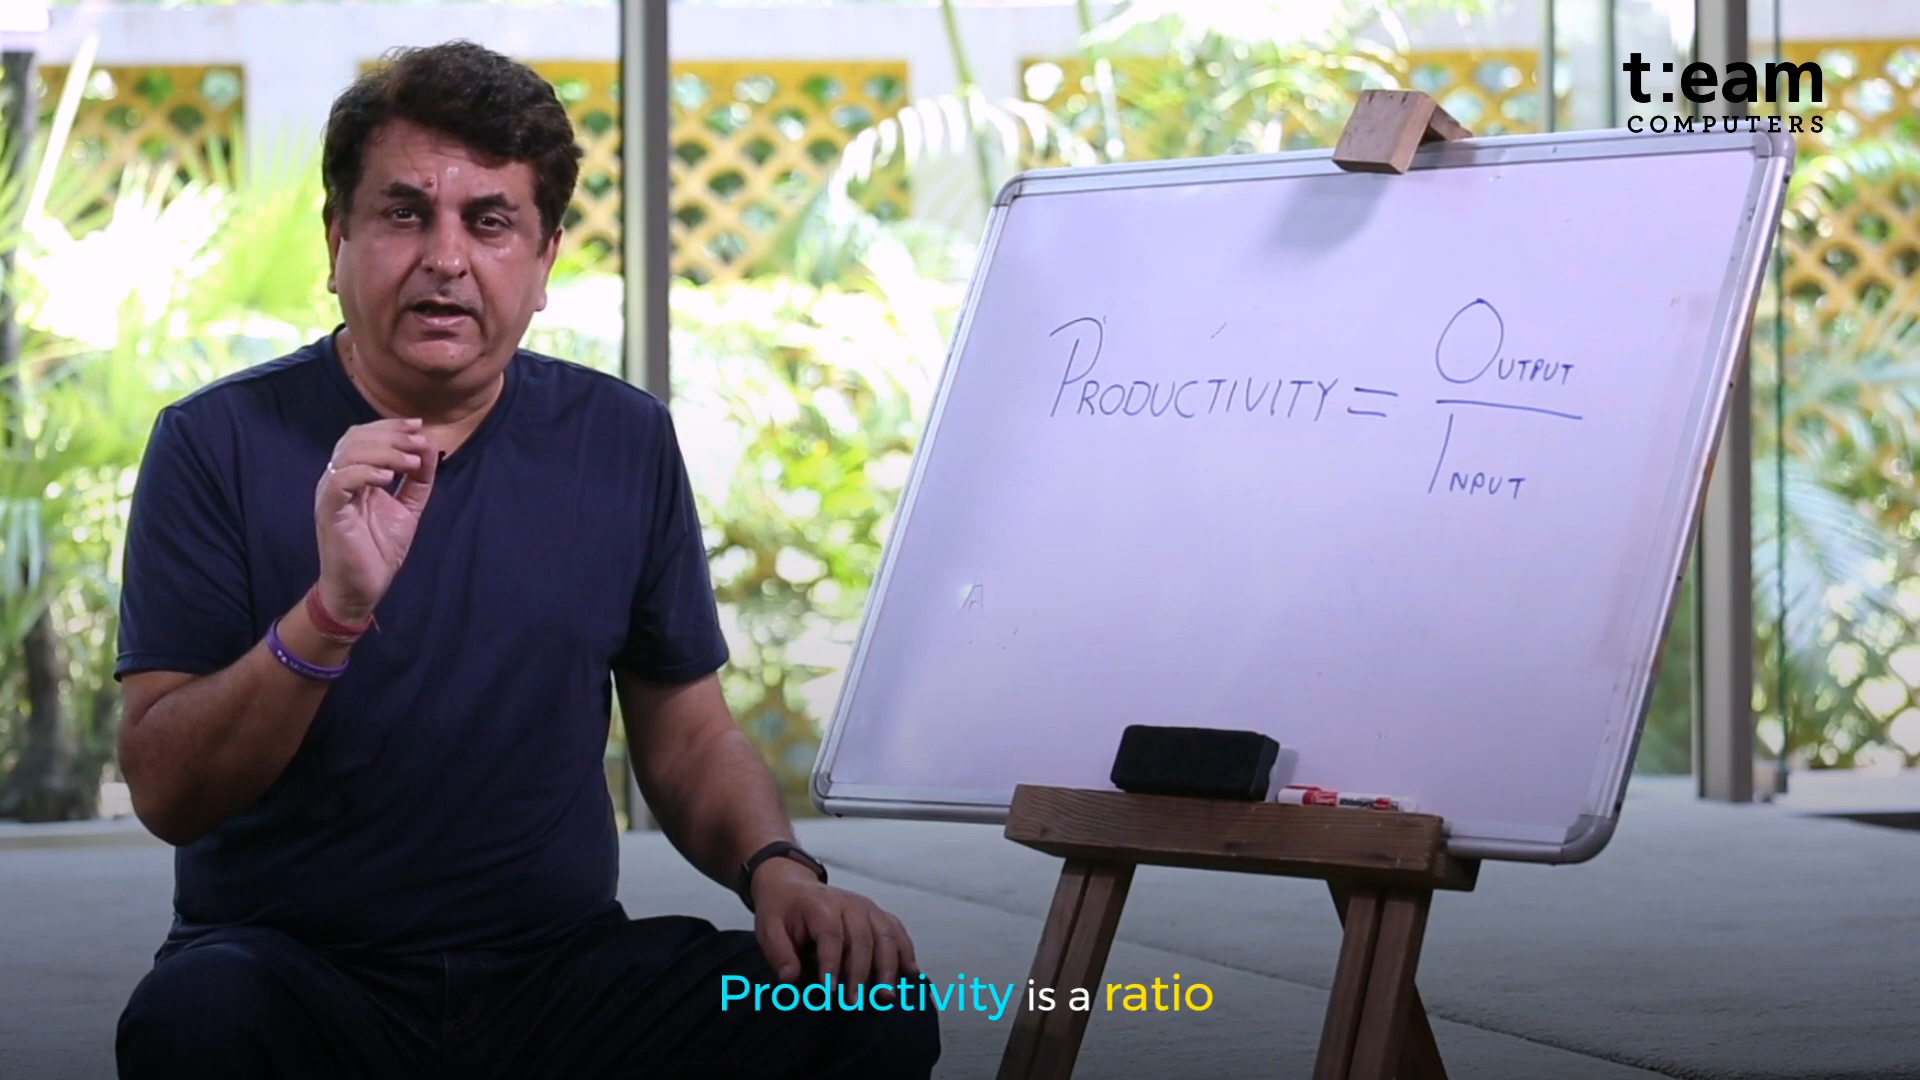 t:eam
COMPUTERS
PRODUCTIVITY = OUTPUT
INPUT
A
Productivity is a ratio